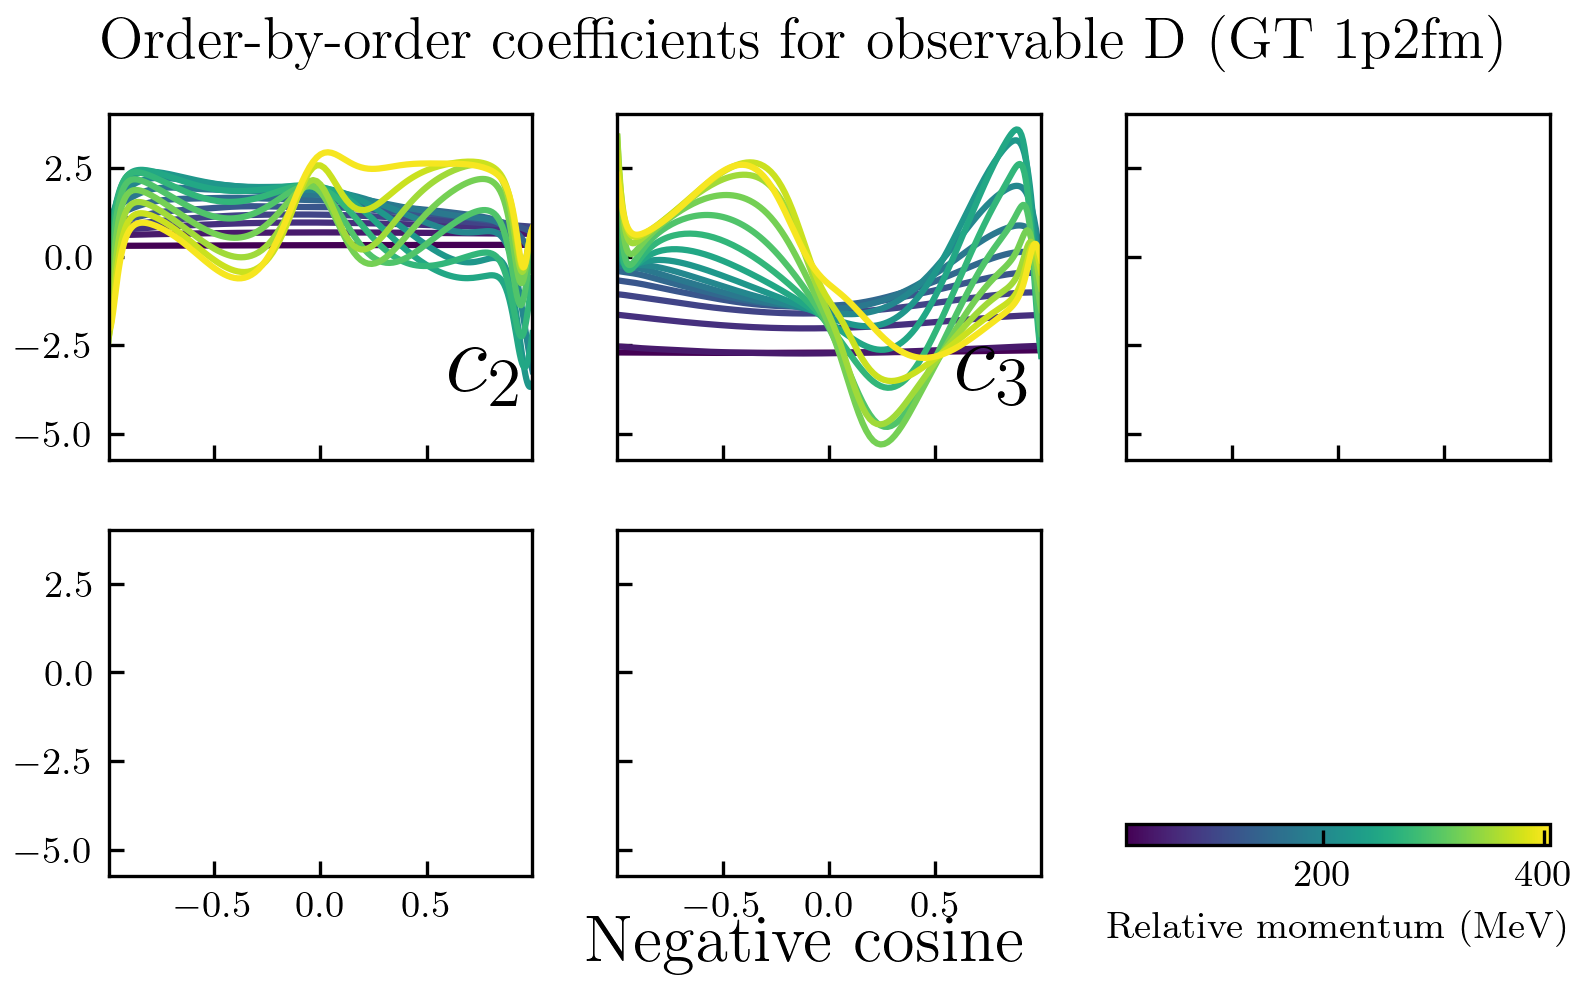 Order-by-order coefficients for observable D (GT 1p2fm)
2.5
0.0
−2.5
−5.0
c2
c3
2.5
0.0
−2.5
−5.0
−0.5 0.0 0.5
−0.5 0.0 0.5
Negative cosine
200 400
Relative momentum (MeV)